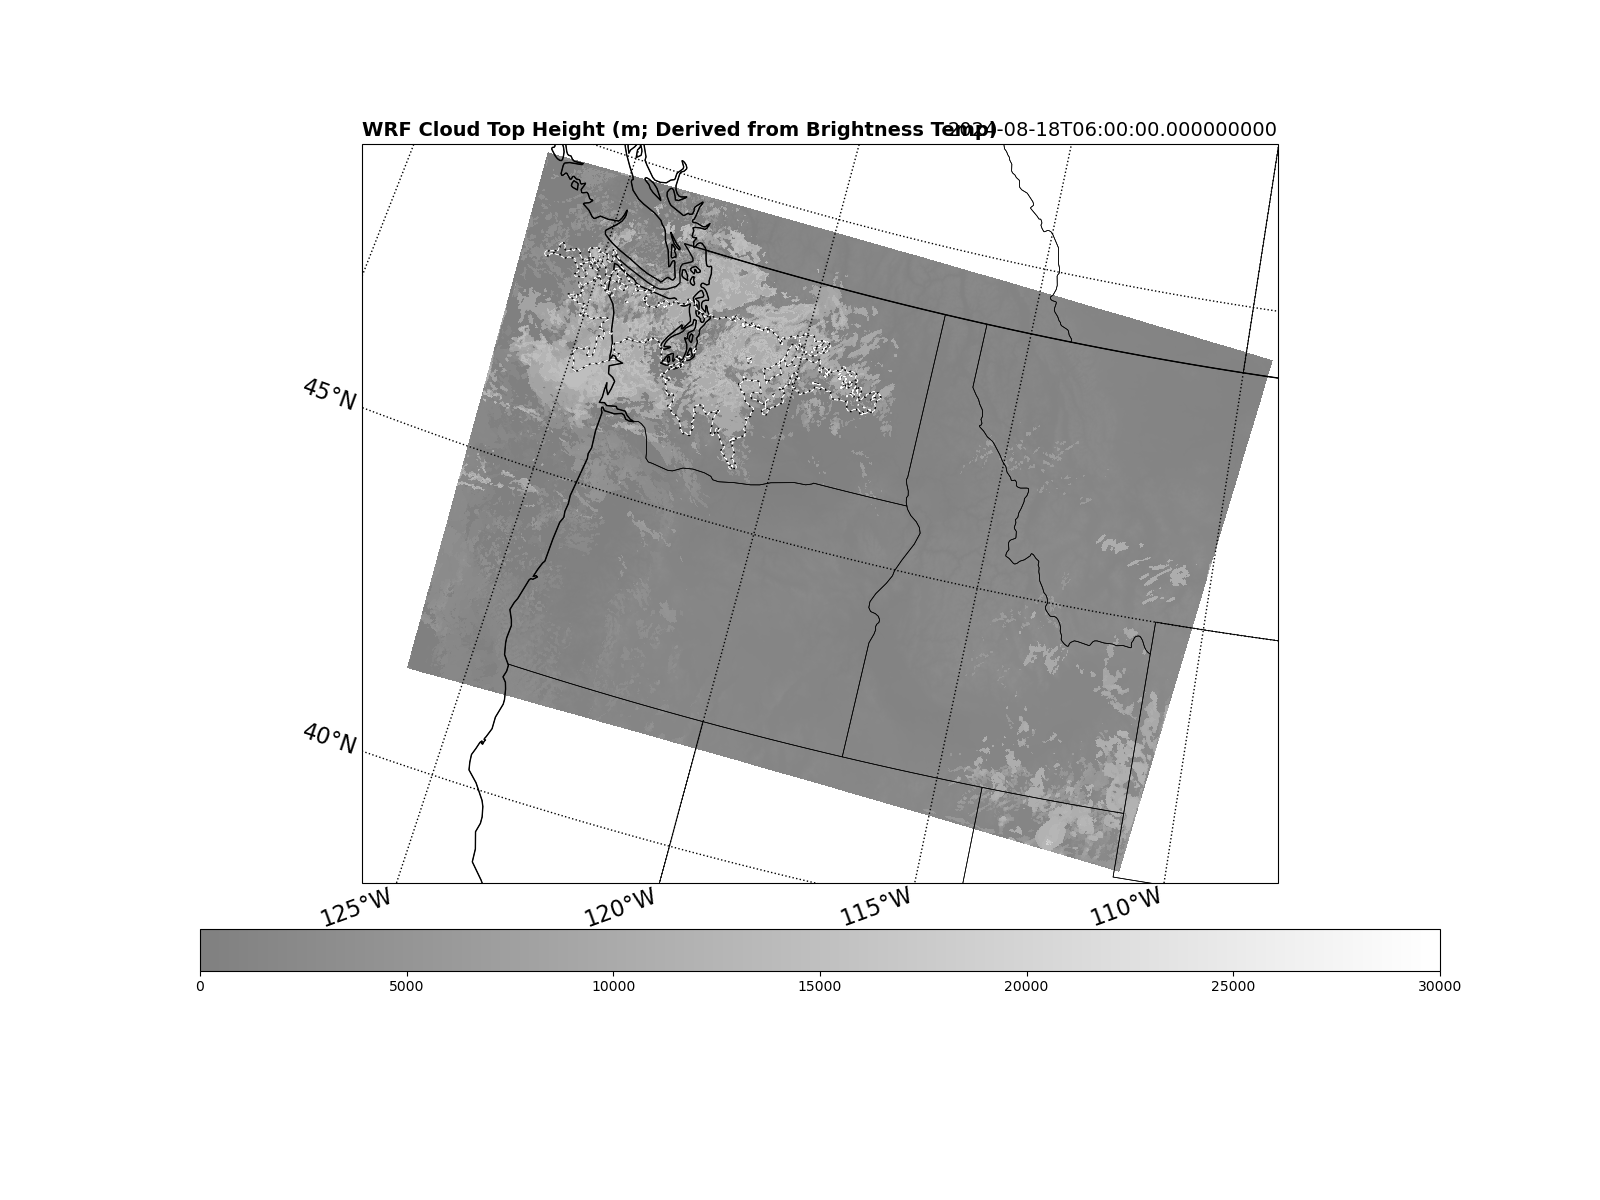 WRF Cloud Top Height (m; Derived from Brightness Temp) 2024-08-18T06:00:00.000000000
45°N
40°N
125°W 120°W 115°W 110°W
0 5000 10000 15000 20000 25000 30000